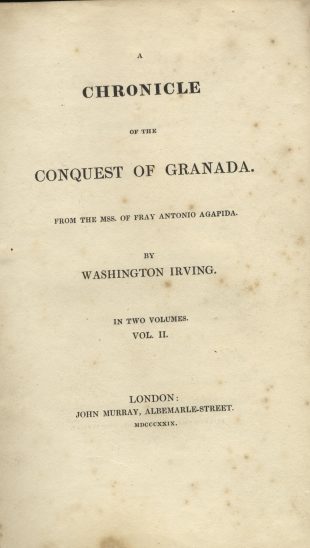 A
CHRONICLE
OF THE
CONQUEST OF GRANADA.
FROM THE MSS. OF FRAY ANTONIO AGAPIDA.
BY
WASHINGTON IRVING.
IN TWO VOLUMES.
VOL. II.
LONDON:
JOHN MURRAY, ALBEMARLE-STREET.
MDCCCXXIX.